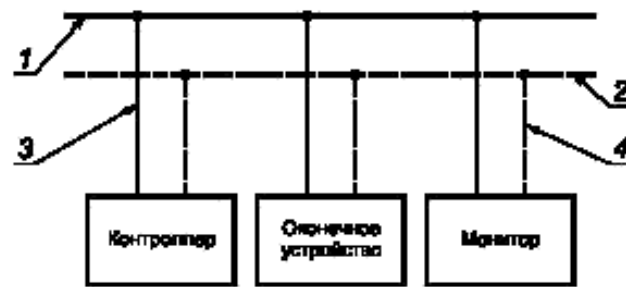 1
2
3
4
Контроллер
Оконечное
устройство
Монитор